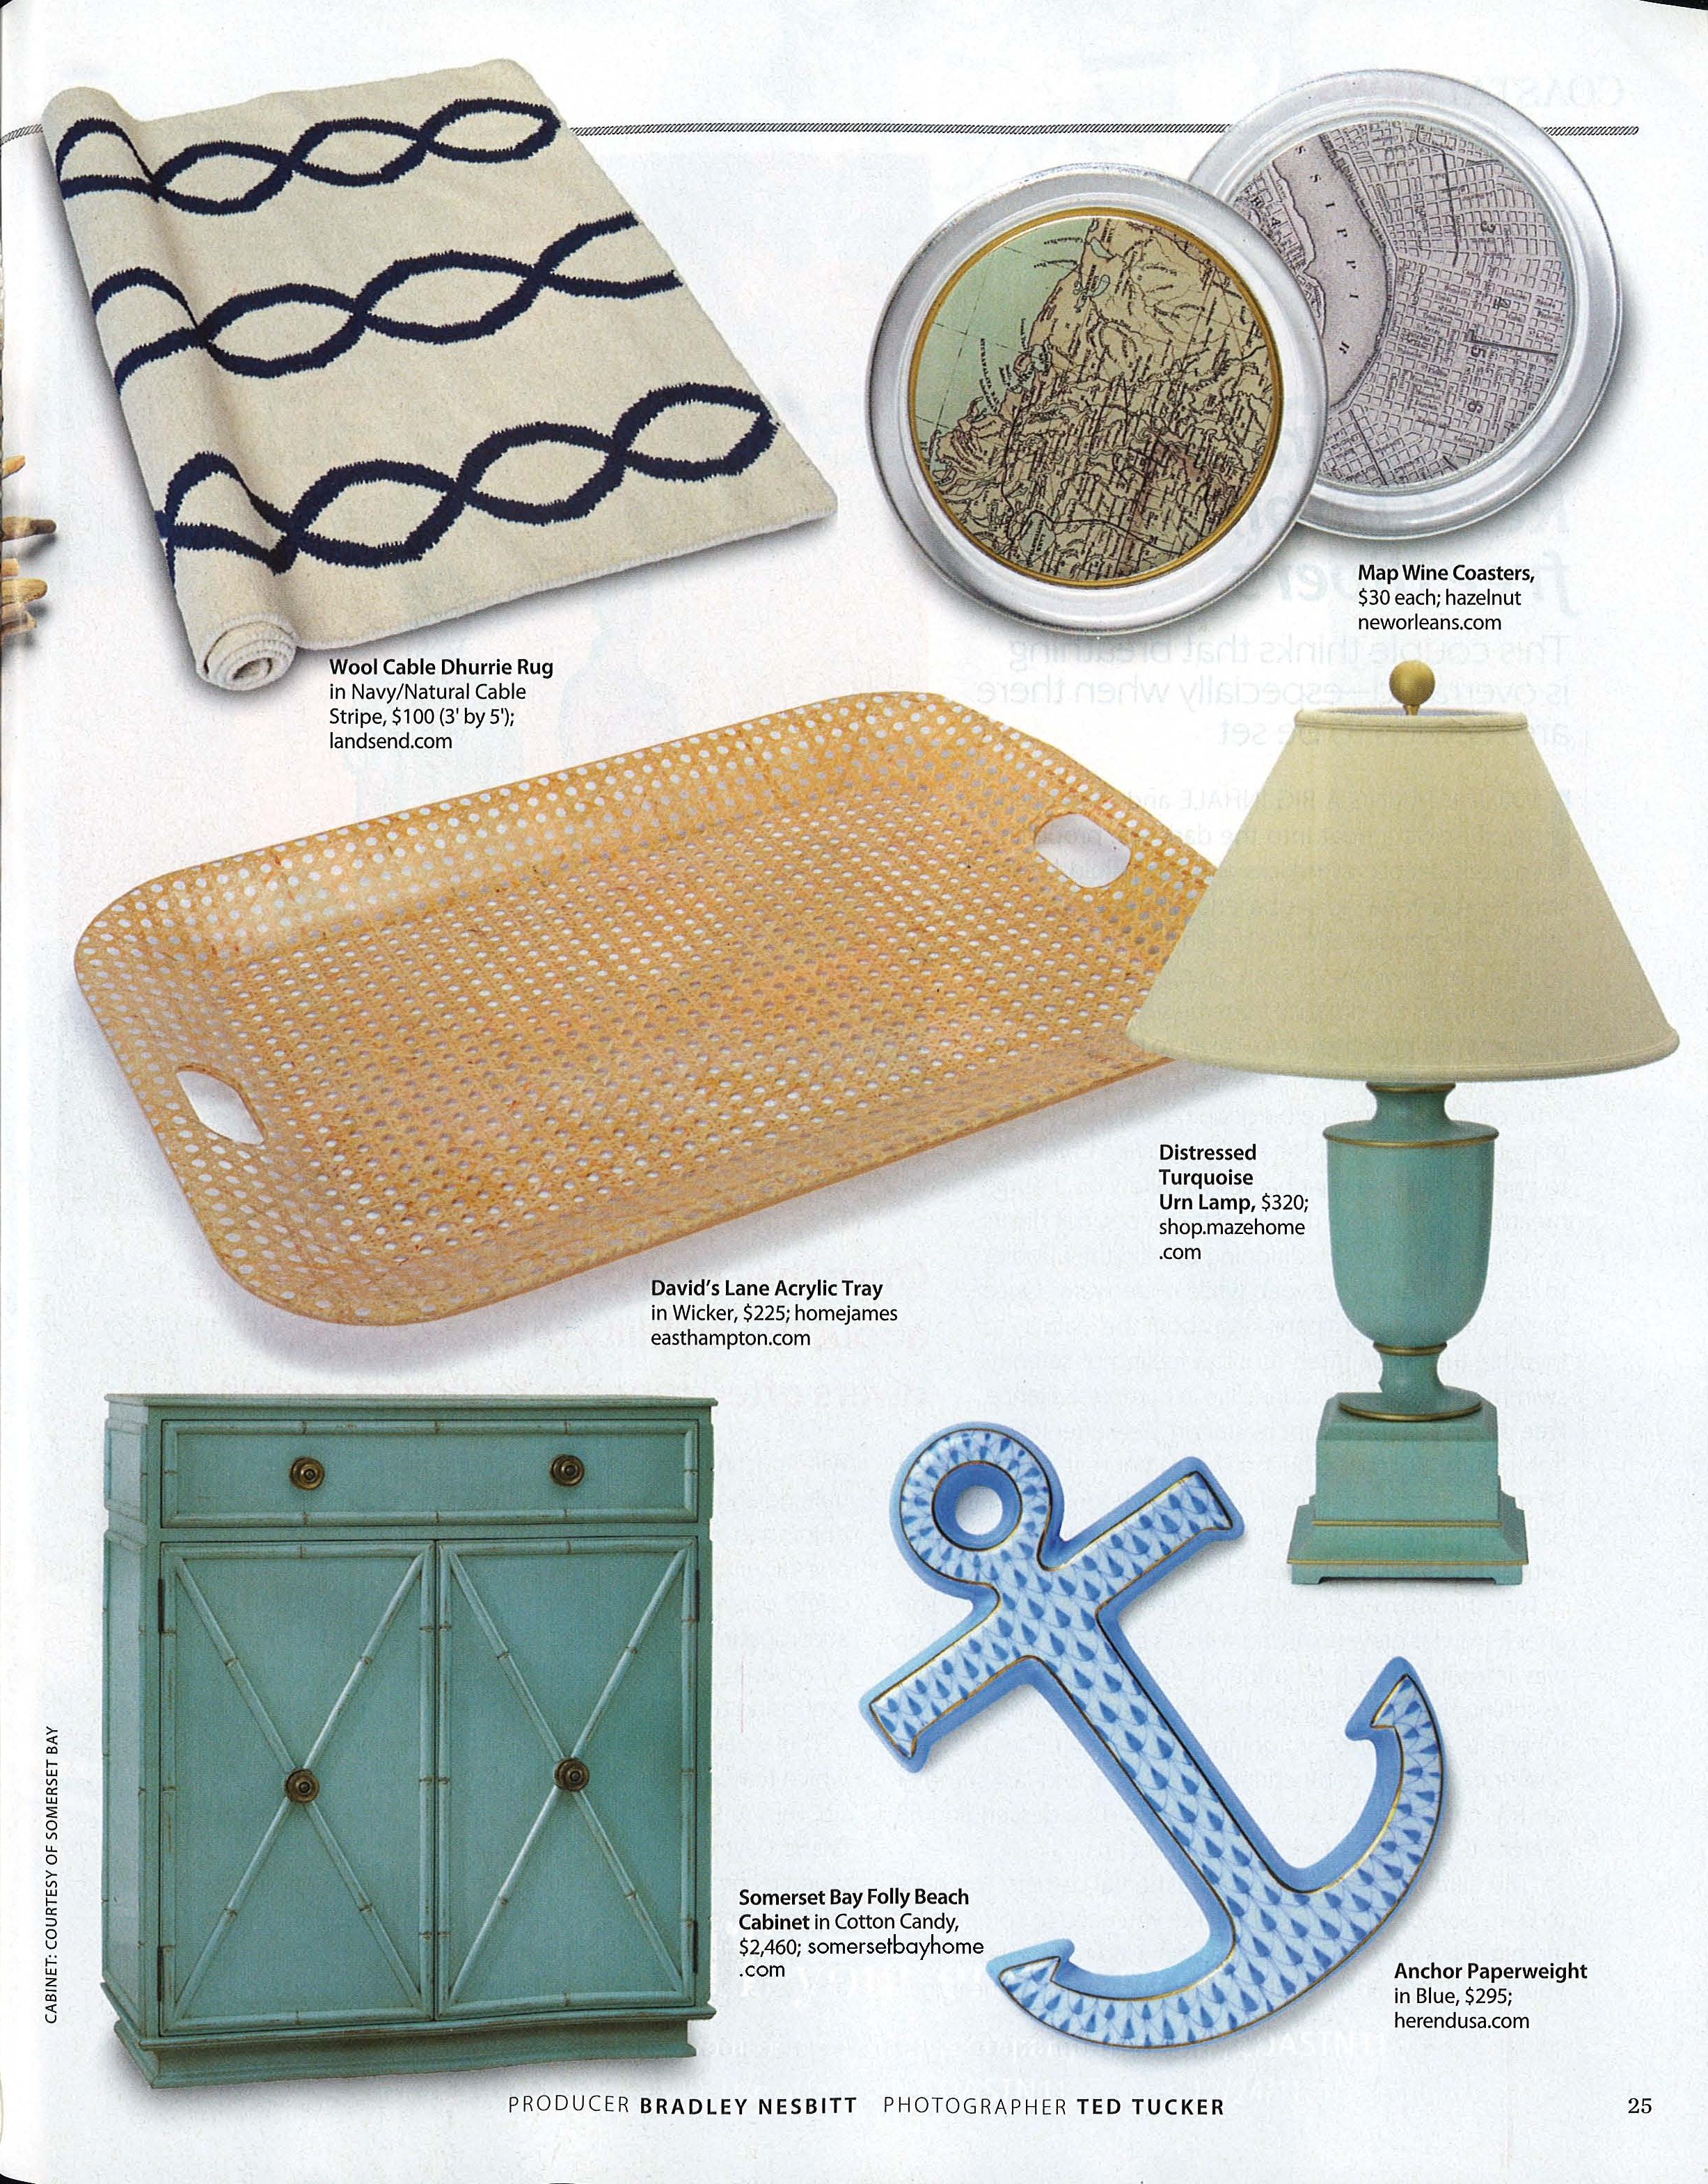 Map Wine Coasters,
$30 each; hazelnut
neworleans.com
Wool Cable Dhurrie Rug
in Navy/Natural Cable
Stripe, $100 (3' by 5');
landsend.com
Distressed
Turquoise
Urn Lamp, $320;
shop.mazehome
.com
David's Lane Acrylic Tray
in Wicker, $225; homejames
easthampton.com
Somerset Bay Folly Beach
Cabinet in Cotton Candy,
$2,460; somersetbayhome
.com
Anchor Paperweight
in Blue, $295;
herendusa.com
CABINET: COURTESY OF SOMERSET BAY
PRODUCER BRADLEY NESBITT PHOTOGRAPHER TED TUCKER
25